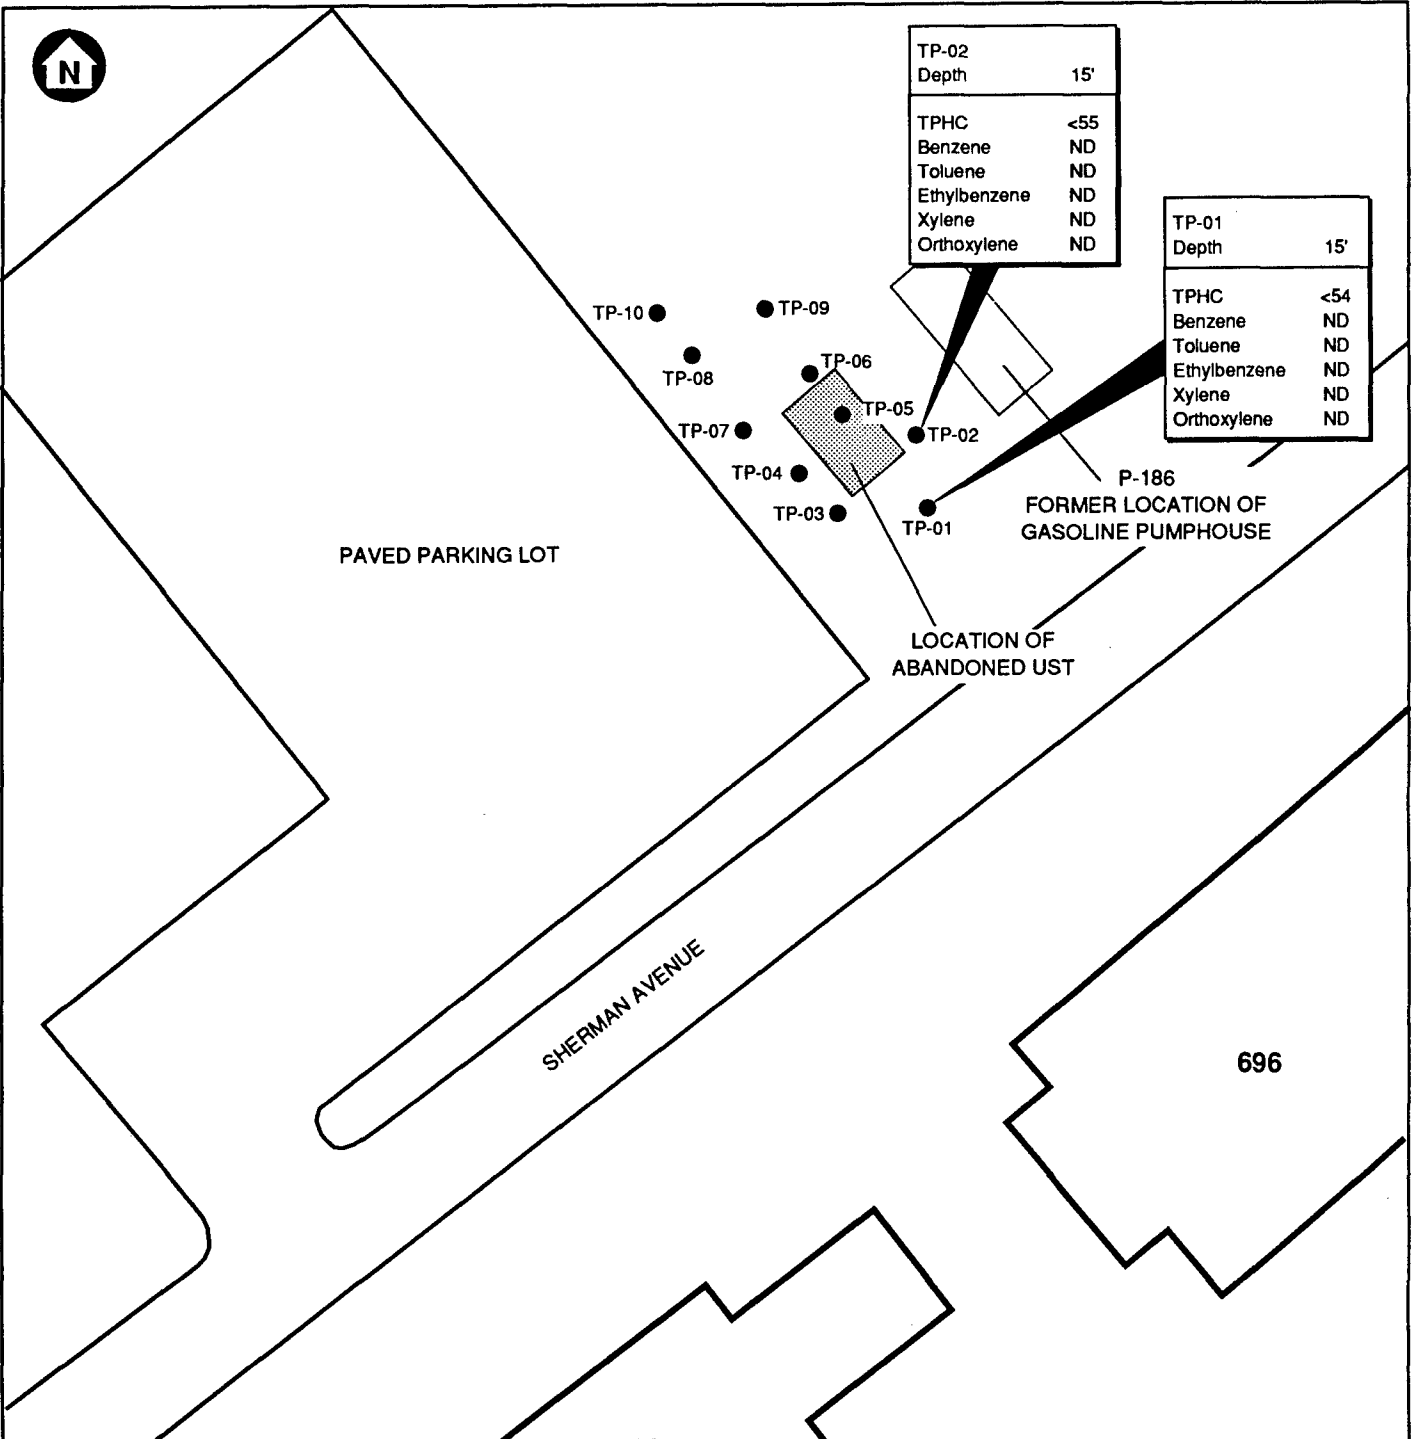 N
TP-02
Depth 15'
TPHC <55
Benzene ND
Toluene ND
Ethylbenzene ND
Xylene ND
Orthoxylene ND
TP-01
Depth 15'
TPHC <54
Benzene ND
Toluene ND
Ethylbenzene ND
Xylene ND
Orthoxylene ND
TP-10
TP-09
TP-08
TP-06
TP-05
TP-07
TP-02
TP-04
TP-03
TP-01
P-186
FORMER LOCATION OF
GASOLINE PUMPHOUSE
PAVED PARKING LOT
LOCATION OF
ABANDONED UST
SHERMAN AVENUE
696